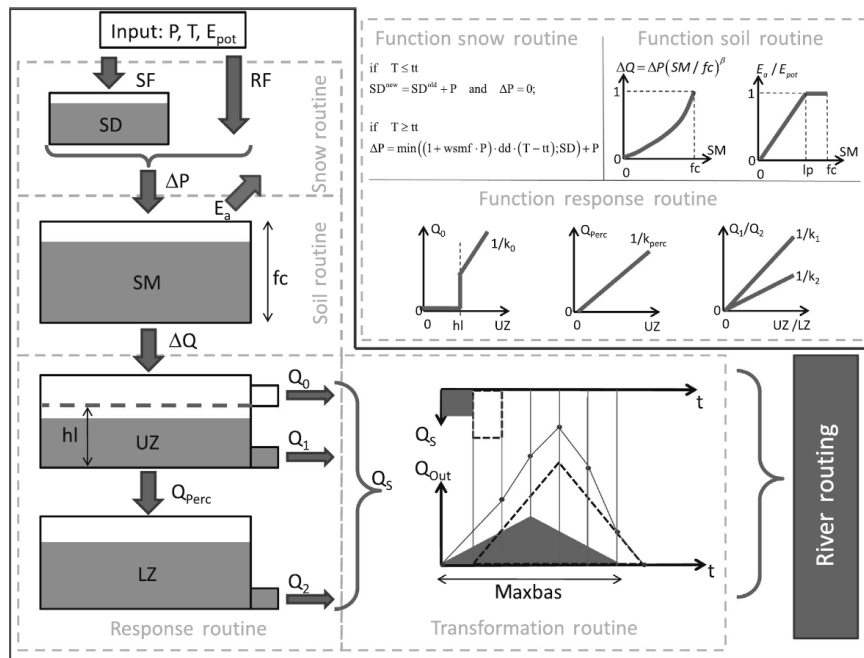 Input: P, T, E_pot
SF
RF
SD
Snow routine
ΔP
E_a
SM
fc
Soil routine
ΔQ
Q_0
hl
UZ
Q_1
Q_S
Q_Perc
LZ
Q_2
Response routine
Function snow routine
if T ≤ tt
SD^new = SD^old + P and ΔP = 0;
if T ≥ tt
ΔP = min((1 + wsmf · P) · dd · (T − tt); SD) + P
Function soil routine
ΔQ = ΔP(SM / fc)^β
1
0
fc
SM
E_a / E_pot
1
0
lp
fc
SM
Function response routine
Q_0
1/k_0
0
0
hl
UZ
Q_Perc
1/k_perc
0
0
UZ
Q_1/Q_2
1/k_1
1/k_2
0
0
UZ /LZ
t
Q_S
Q_Out
t
Maxbas
Transformation routine
River routing